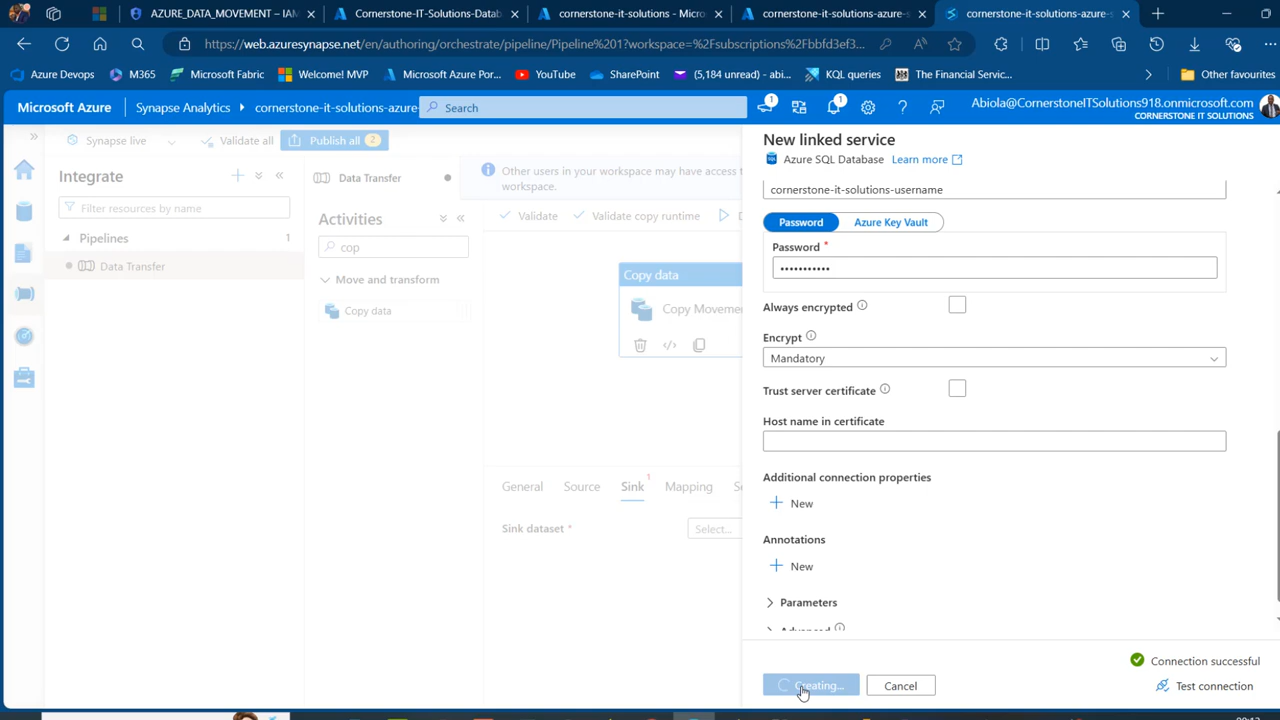 AZURE_DATA_MOVEMENT – IAM
Cornerstone-IT-Solutions-Datab
cornerstone-it-solutions - Micro
cornerstone-it-solutions-azure-s
cornerstone-it-solutions-azure-s
https://web.azuresynapse.net/en/authoring/orchestrate/pipeline/Pipeline%201?workspace=%2Fsubscriptions%2Fbbfd3ef3...
Azure Devops
M365
Microsoft Fabric
Welcome! MVP
Microsoft Azure Por...
YouTube
SharePoint
(5,184 unread) - abi...
KQL queries
The Financial Servic...
Other favourites
Microsoft Azure
Synapse Analytics
cornerstone-it-solutions-azure-
Search
1
1
Abiola@CornerstoneITSolutions918.onmicrosoft.com
CORNERSTONE IT SOLUTIONS
Synapse live
Validate all
Publish all 2
Integrate
Filter resources by name
Pipelines 1
Data Transfer
Data Transfer
Activities
cop
Move and transform
Copy data
Other users in your workspace may have access t
workspace.
Validate
Validate copy runtime
D
Copy data
Copy Movemen
General
Source
Sink 1
Mapping
Se
Sink dataset *
Select...
New linked service
Azure SQL Database Learn more
cornerstone-it-solutions-username
Password
Azure Key Vault
Password *
•••••••••••
Always encrypted
Encrypt
Mandatory
Trust server certificate
Host name in certificate
Additional connection properties
New
Annotations
New
Parameters
Advanced
Connection successful
Creating...
Cancel
Test connection